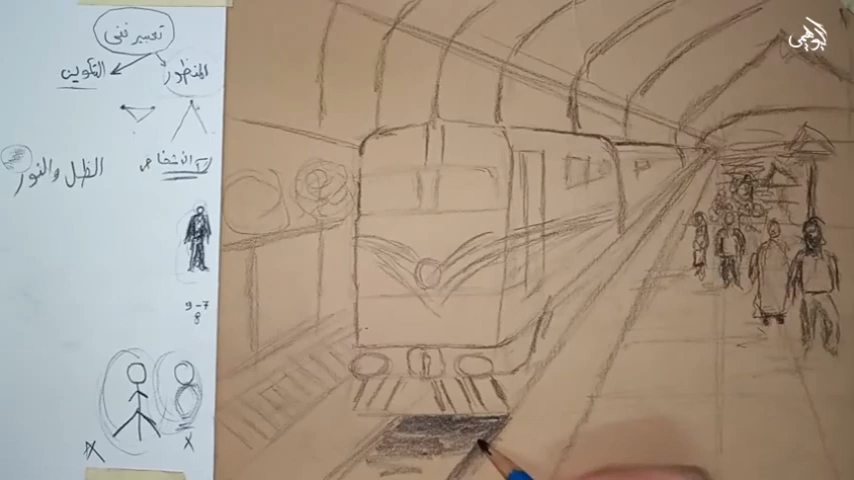 تعبير فني
المنظور
التكوين
الأشخاص
الظل والنور
9-7
8